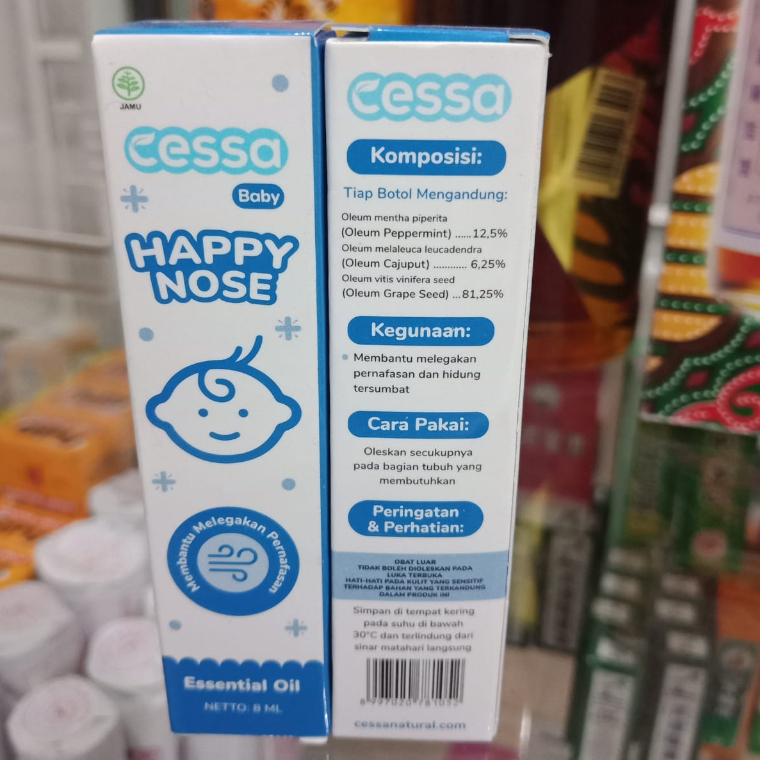 JAMU
cessa
Baby
HAPPY
NOSE
Membantu Melegakan Pernafasan
Essential Oil
NETTO: 8 ML
cessa
Komposisi:
Tiap Botol Mengandung:
Oleum mentha piperita
(Oleum Peppermint) ......12,5%
Oleum melaleuca leucadendra
(Oleum Cajuput) ............ 6,25%
Oleum vitis vinifera seed
(Oleum Grape Seed) ...81,25%
Kegunaan:
Membantu melegakan
pernafasan dan hidung
tersumbat
Cara Pakai:
Oleskan secukupnya
pada bagian tubuh yang
membutuhkan
Peringatan
& Perhatian:
OBAT LUAR
TIDAK BOLEH DIOLESKAN PADA
LUKA TERBUKA
HATI-HATI PADA KULIT YANG SENSITIF
TERHADAP BAHAN YANG TERKANDUNG
DALAM PRODUK INI
Simpan di tempat kering
pada suhu di bawah
30°C dan terlindung dari
sinar matahari langsung
cessanatural.com